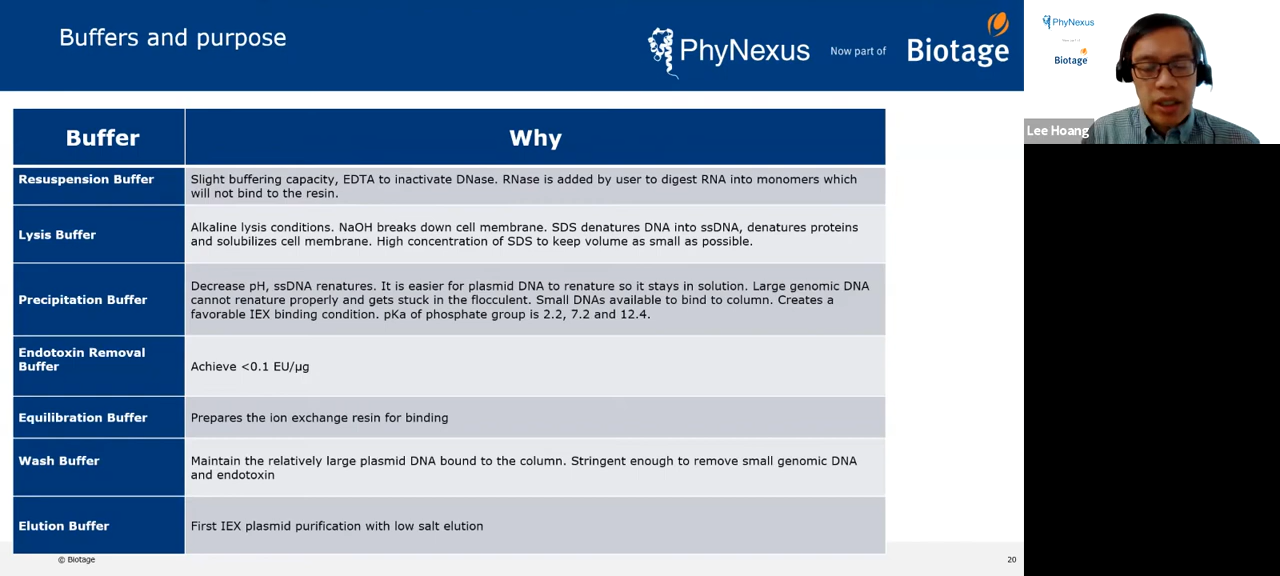 Buffers and purpose
PhyNexus
Now part of
Biotage
PhyNexus
Biotage
Lee Hoang
Buffer
Why
Resuspension Buffer
Slight buffering capacity, EDTA to inactivate DNase. RNase is added by user to digest RNA into monomers which
will not bind to the resin.
Lysis Buffer
Alkaline lysis conditions. NaOH breaks down cell membrane. SDS denatures DNA into ssDNA, denatures proteins
and solubilizes cell membrane. High concentration of SDS to keep volume as small as possible.
Precipitation Buffer
Decrease pH, ssDNA renatures. It is easier for plasmid DNA to renature so it stays in solution. Large genomic DNA
cannot renature properly and gets stuck in the flocculent. Small DNAs available to bind to column. Creates a
favorable IEX binding condition. pKa of phosphate group is 2.2, 7.2 and 12.4.
Endotoxin Removal
Buffer
Achieve <0.1 EU/µg
Equilibration Buffer
Prepares the ion exchange resin for binding
Wash Buffer
Maintain the relatively large plasmid DNA bound to the column. Stringent enough to remove small genomic DNA
and endotoxin
Elution Buffer
First IEX plasmid purification with low salt elution
© Biotage
20